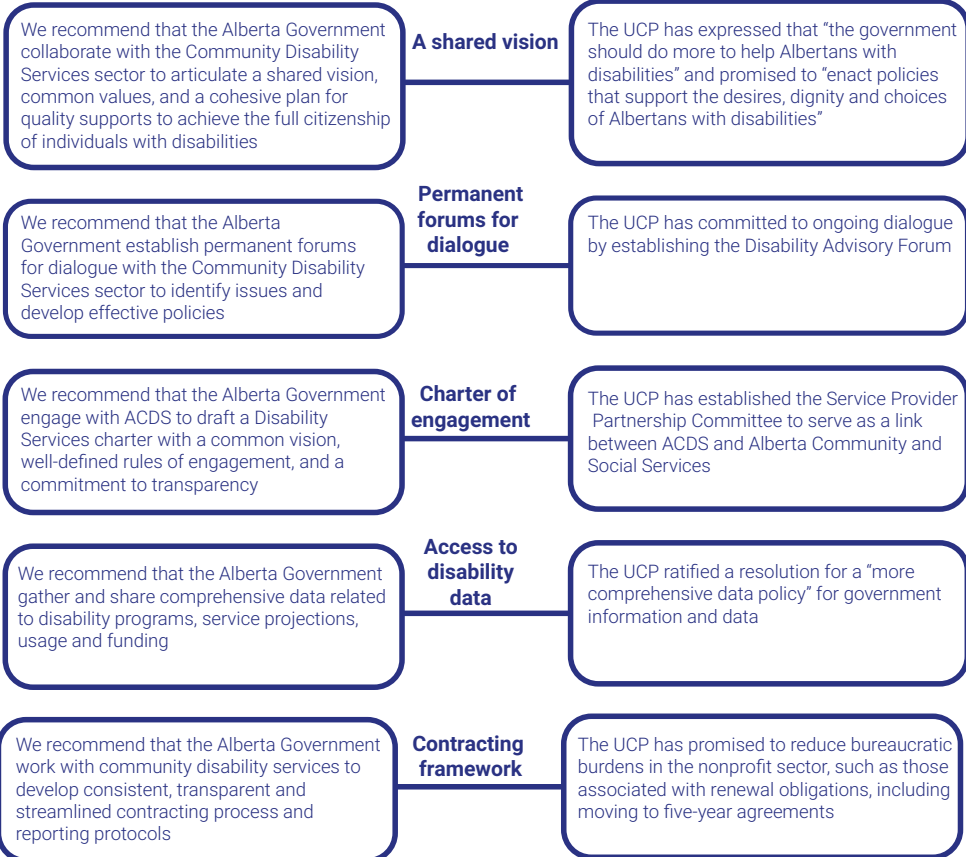 We recommend that the Alberta Government
collaborate with the Community Disability
Services sector to articulate a shared vision,
common values, and a cohesive plan for
quality supports to achieve the full citizenship
of individuals with disabilities
A shared vision
The UCP has expressed that “the government
should do more to help Albertans with
disabilities” and promised to “enact policies
that support the desires, dignity and choices
of Albertans with disabilities”
We recommend that the Alberta
Government establish permanent forums
for dialogue with the Community Disability
Services sector to identify issues and
develop effective policies
Permanent
forums for
dialogue
The UCP has committed to ongoing dialogue
by establishing the Disability Advisory Forum
We recommend that the Alberta Government
engage with ACDS to draft a Disability
Services charter with a common vision,
well-defined rules of engagement, and a
commitment to transparency
Charter of
engagement
The UCP has established the Service Provider
Partnership Committee to serve as a link
between ACDS and Alberta Community and
Social Services
We recommend that the Alberta Government
gather and share comprehensive data related
to disability programs, service projections,
usage and funding
Access to
disability
data
The UCP ratified a resolution for a “more
comprehensive data policy” for government
information and data
We recommend that the Alberta Government
work with community disability services to
develop consistent, transparent and
streamlined contracting process and
reporting protocols
Contracting
framework
The UCP has promised to reduce bureaucratic
burdens in the nonprofit sector, such as those
associated with renewal obligations, including
moving to five-year agreements